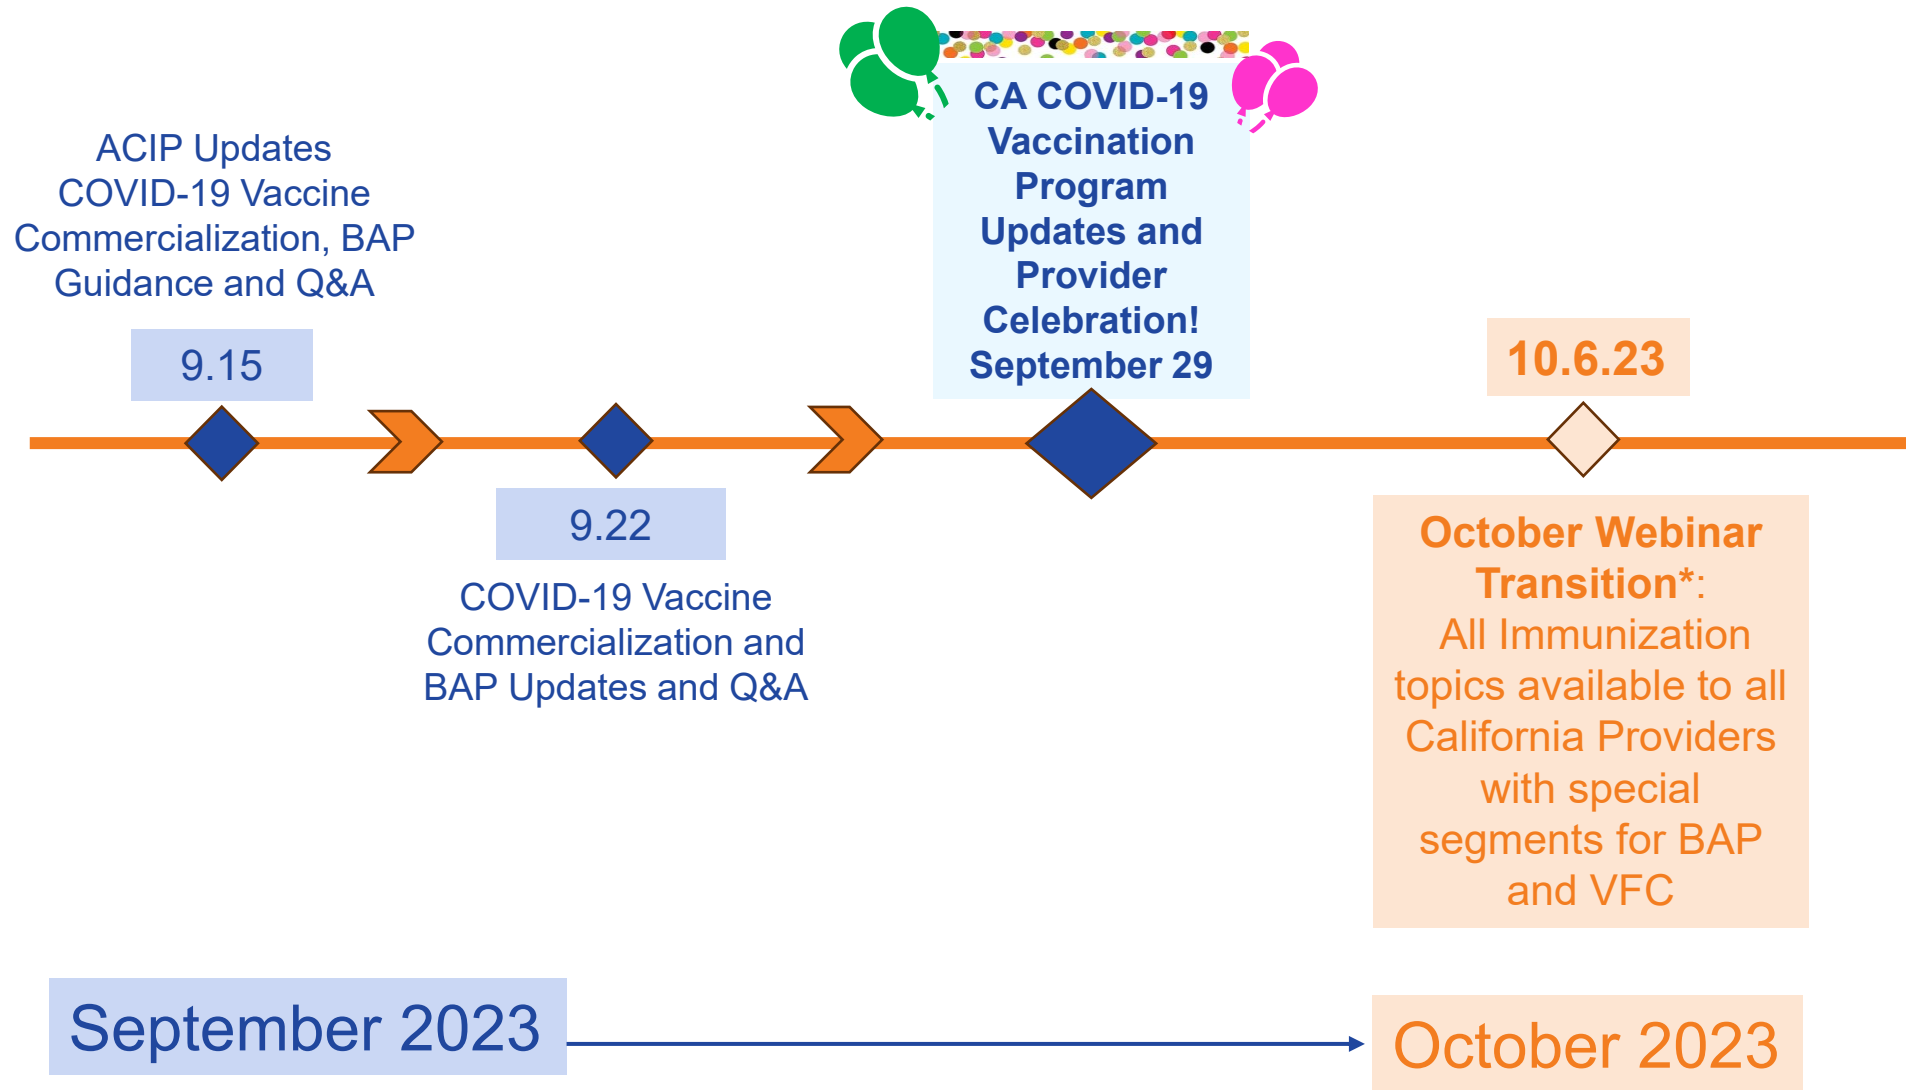 ACIP Updates
COVID-19 Vaccine
Commercialization, BAP
Guidance and Q&A
9.15
9.22
COVID-19 Vaccine
Commercialization and
BAP Updates and Q&A
CA COVID-19
Vaccination
Program
Updates and
Provider
Celebration!
September 29
10.6.23
October Webinar
Transition*:
All Immunization
topics available to all
California Providers
with special
segments for BAP
and VFC
September 2023
October 2023